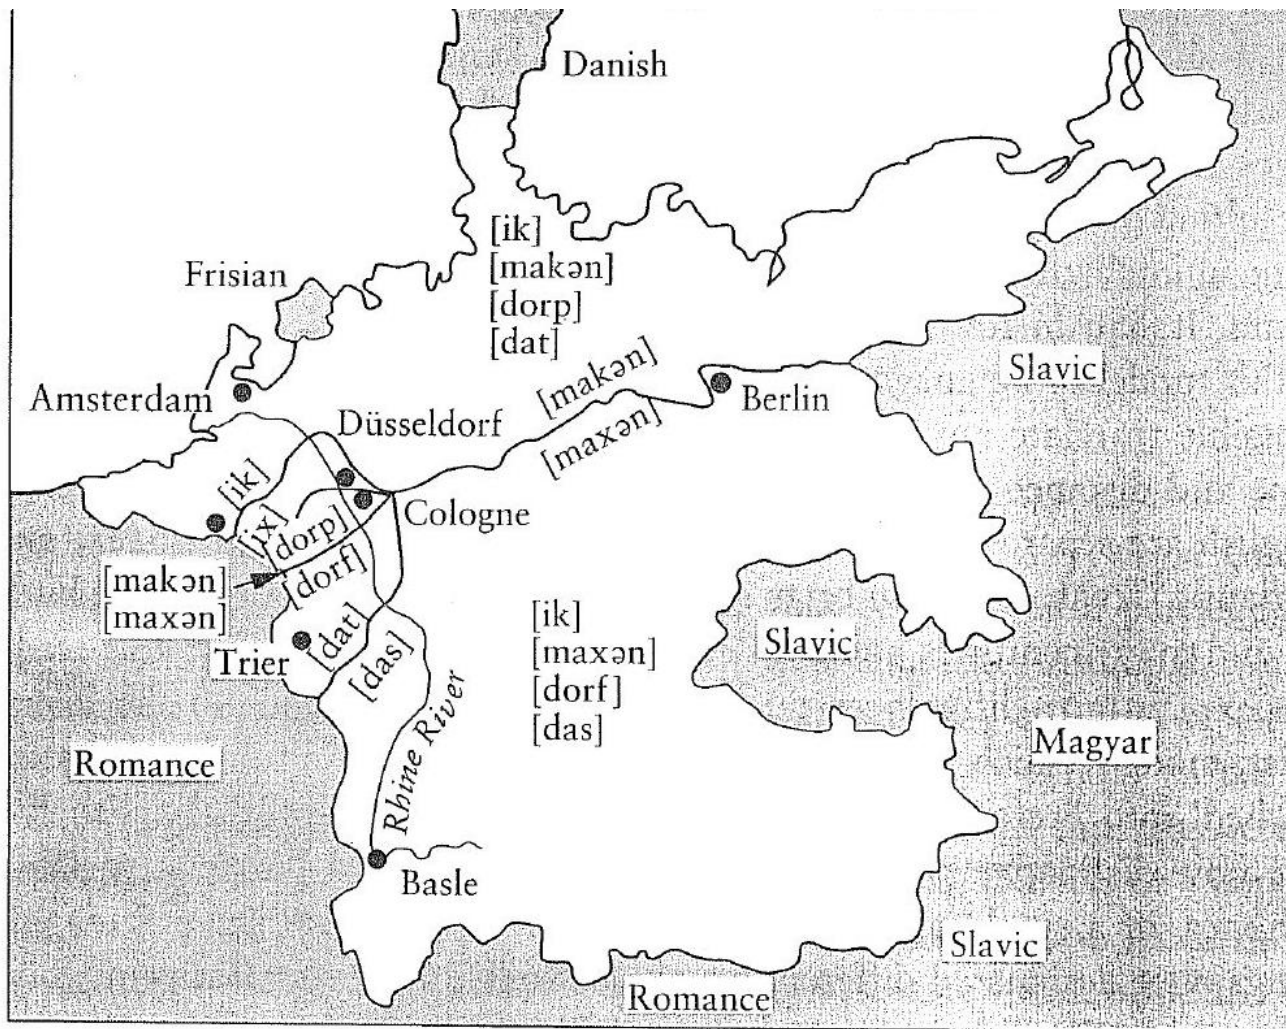 Danish
[ik]
[makən]
[dorp]
[dat]
Frisian
Slavic
[makən]
[maxən]
Amsterdam
Berlin
Düsseldorf
[ik]
[ix]
[dorp]
Cologne
[makən]
[maxən]
[dorf]
[ik]
[maxən]
[dorf]
[das]
Slavic
Trier
[dat]
[das]
Rhine River
Romance
Magyar
Basle
Slavic
Romance